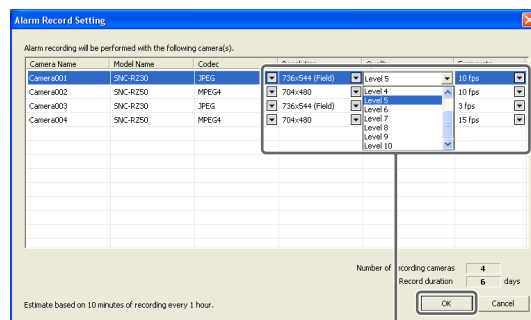 Alarm Record Setting
Alarm recording will be performed with the following camera(s).
Camera Name Model Name Codec Resolution Quality Framerate
Camera001 SNC-RZ30 JPEG 736x544 (Field) Level 5 10 fps
Camera002 SNC-RZ50 MPEG4 704x480 Level 4 10 fps
Level 5
Camera003 SNC-RZ30 JPEG 736x544 (Field) Level 6 3 fps
Level 7
Camera004 SNC-RZ50 MPEG4 704x480 Level 8 15 fps
Level 9
Level 10
Number of recording cameras 4
Record duration 6 days
Estimate based on 10 minutes of recording every 1 hour.
OK Cancel